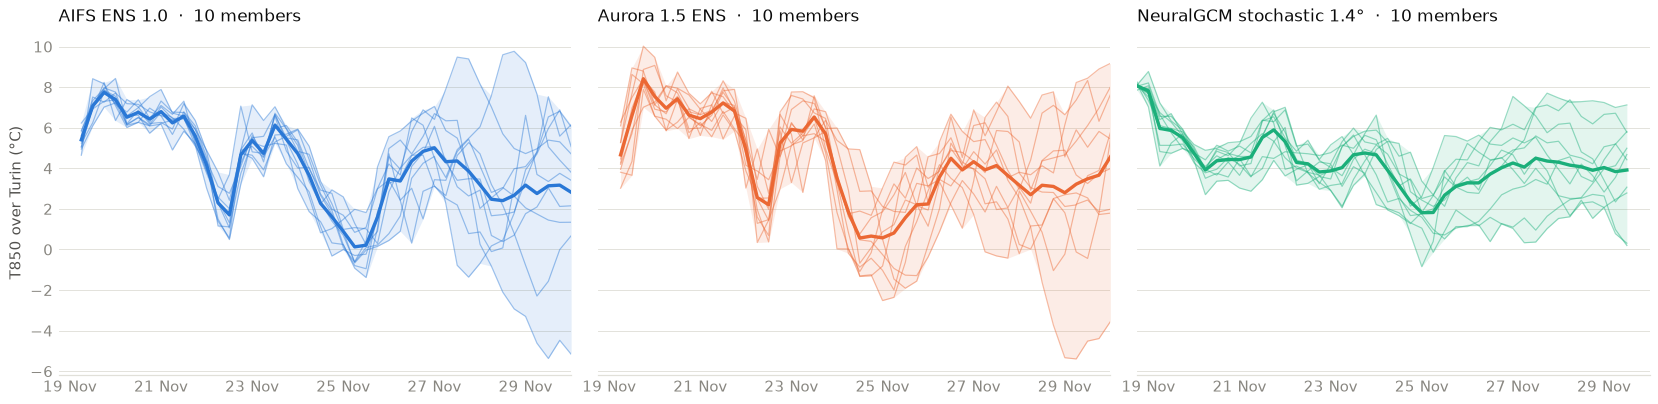 AIFS ENS 1.0 · 10 members
Aurora 1.5 ENS · 10 members
NeuralGCM stochastic 1.4° · 10 members
T850 over Turin (°C)
10
8
6
4
2
0
−2
−4
−6
19 Nov 21 Nov 23 Nov 25 Nov 27 Nov 29 Nov
19 Nov 21 Nov 23 Nov 25 Nov 27 Nov 29 Nov
19 Nov 21 Nov 23 Nov 25 Nov 27 Nov 29 Nov